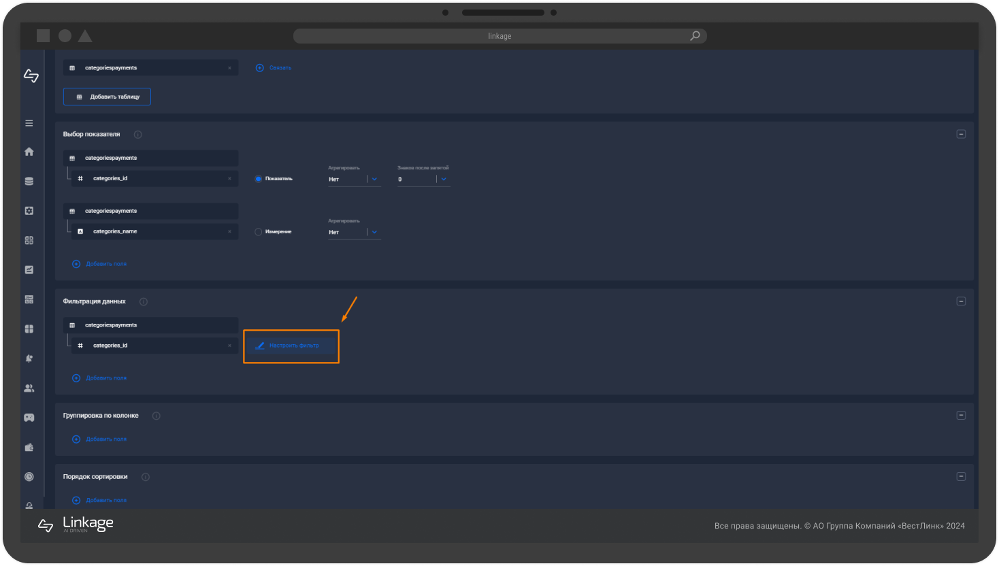 linkage
categoriespayments
Связать
Добавить таблицу
Выбор показателя
categoriespayments
Агрегировать
Знаков после запятой
categories_id
Показатель
Нет
0
categoriespayments
Агрегировать
categories_name
Измерение
Нет
Добавить поля
Фильтрация данных
categoriespayments
categories_id
Настроить фильтр
Добавить поля
Группировка по колонке
Добавить поля
Порядок сортировки
Добавить поля
Linkage
AI DRIVEN
Все права защищены. © АО Группа Компаний «ВестЛинк» 2024